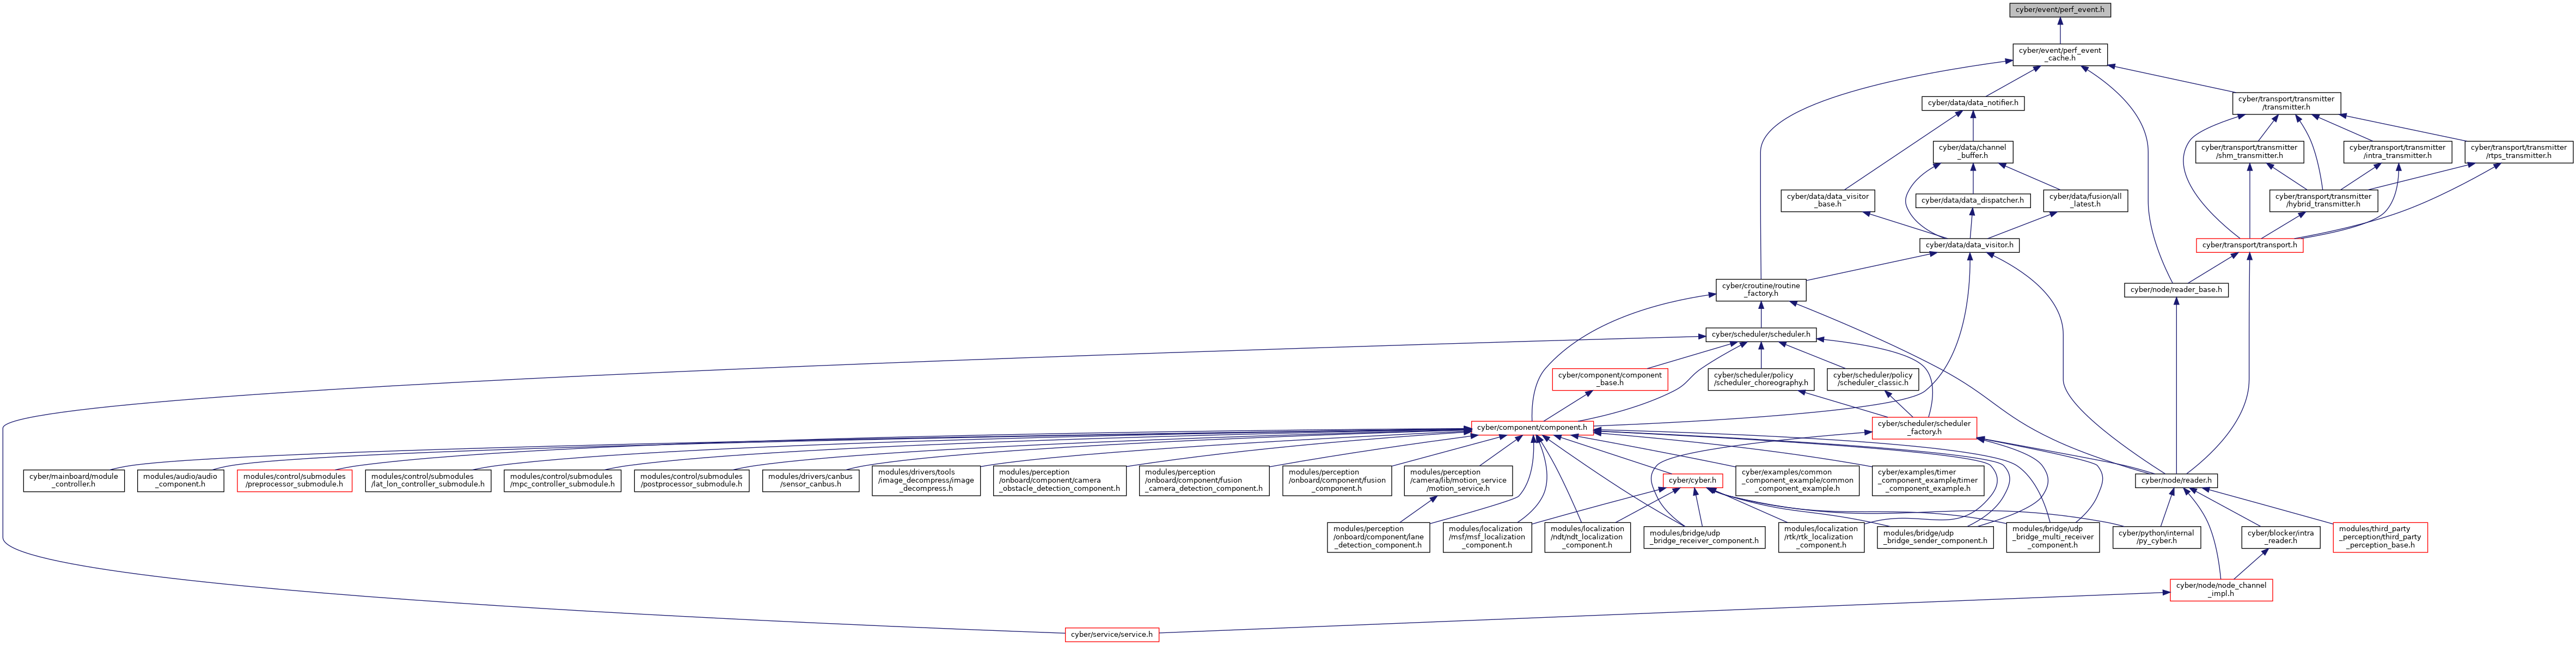 cyber/event/perf_event.h
cyber/event/perf_event
_cache.h
cyber/transport/transmitter
/transmitter.h
cyber/data/data_notifier.h
cyber/data/channel
_buffer.h
cyber/transport/transmitter
/shm_transmitter.h
cyber/transport/transmitter
/intra_transmitter.h
cyber/transport/transmitter
/rtps_transmitter.h
cyber/data/data_visitor
_base.h
cyber/data/data_dispatcher.h
cyber/data/fusion/all
_latest.h
cyber/transport/transmitter
/hybrid_transmitter.h
cyber/data/data_visitor.h
cyber/transport/transport.h
cyber/croutine/routine
_factory.h
cyber/node/reader_base.h
cyber/scheduler/scheduler.h
cyber/component/component
_base.h
cyber/scheduler/policy
/scheduler_choreography.h
cyber/scheduler/policy
/scheduler_classic.h
cyber/component/component.h
cyber/scheduler/scheduler
_factory.h
cyber/mainboard/module
_controller.h
modules/audio/audio
_component.h
modules/control/submodules
/preprocessor_submodule.h
modules/control/submodules
/lat_lon_controller_submodule.h
modules/control/submodules
/mpc_controller_submodule.h
modules/control/submodules
/postprocessor_submodule.h
modules/drivers/canbus
/sensor_canbus.h
modules/drivers/tools
/image_decompress/image
_decompress.h
modules/perception
/onboard/component/camera
_obstacle_detection_component.h
modules/perception
/onboard/component/fusion
_camera_detection_component.h
modules/perception
/onboard/component/fusion
_component.h
modules/perception
/camera/lib/motion_service
/motion_service.h
cyber/cyber.h
cyber/examples/common
_component_example/common
_component_example.h
cyber/examples/timer
_component_example/timer
_component_example.h
cyber/node/reader.h
modules/perception
/onboard/component/lane
_detection_component.h
modules/localization
/msf/msf_localization
_component.h
modules/localization
/ndt/ndt_localization
_component.h
modules/bridge/udp
_bridge_receiver_component.h
modules/localization
/rtk/rtk_localization
_component.h
modules/bridge/udp
_bridge_sender_component.h
modules/bridge/udp
_bridge_multi_receiver
_component.h
cyber/python/internal
/py_cyber.h
cyber/blocker/intra
_reader.h
modules/third_party
_perception/third_party
_perception_base.h
cyber/node/node_channel
_impl.h
cyber/service/service.h